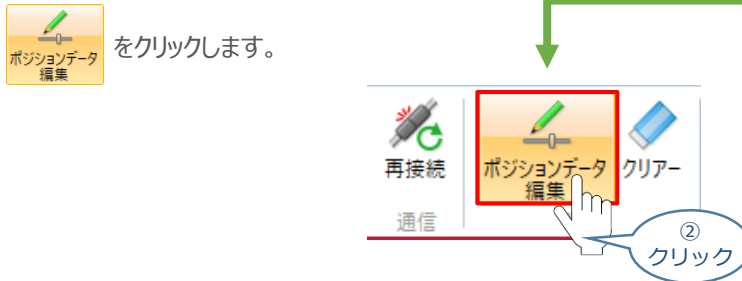 ポジションデータ
編集
をクリックします。
再接続
ポジションデータ
編集
クリアー
通信
②
クリック